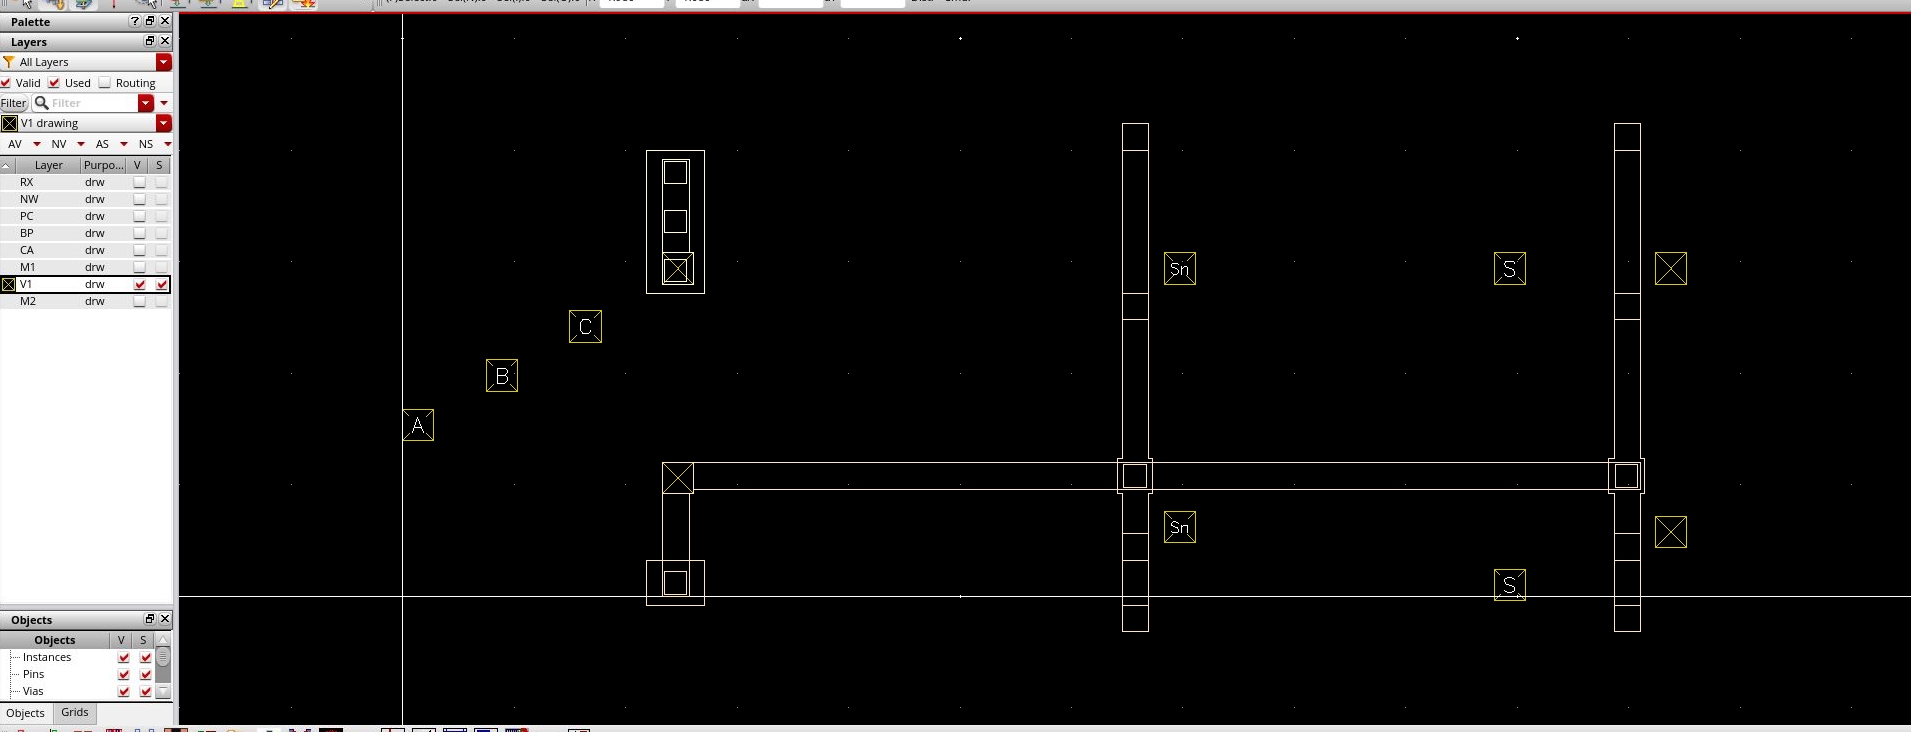 Palette
?
Layers
All Layers
Valid Used Routing
Filter Filter
V1 drawing
AV NV AS NS
Layer Purpo... V S
RX drw
NW drw
PC drw
BP drw
CA drw
M1 drw
V1 drw
M2 drw
Objects
Objects V S
Instances
Pins
Vias
Objects Grids
Sn S
C
B
A
Sn
S